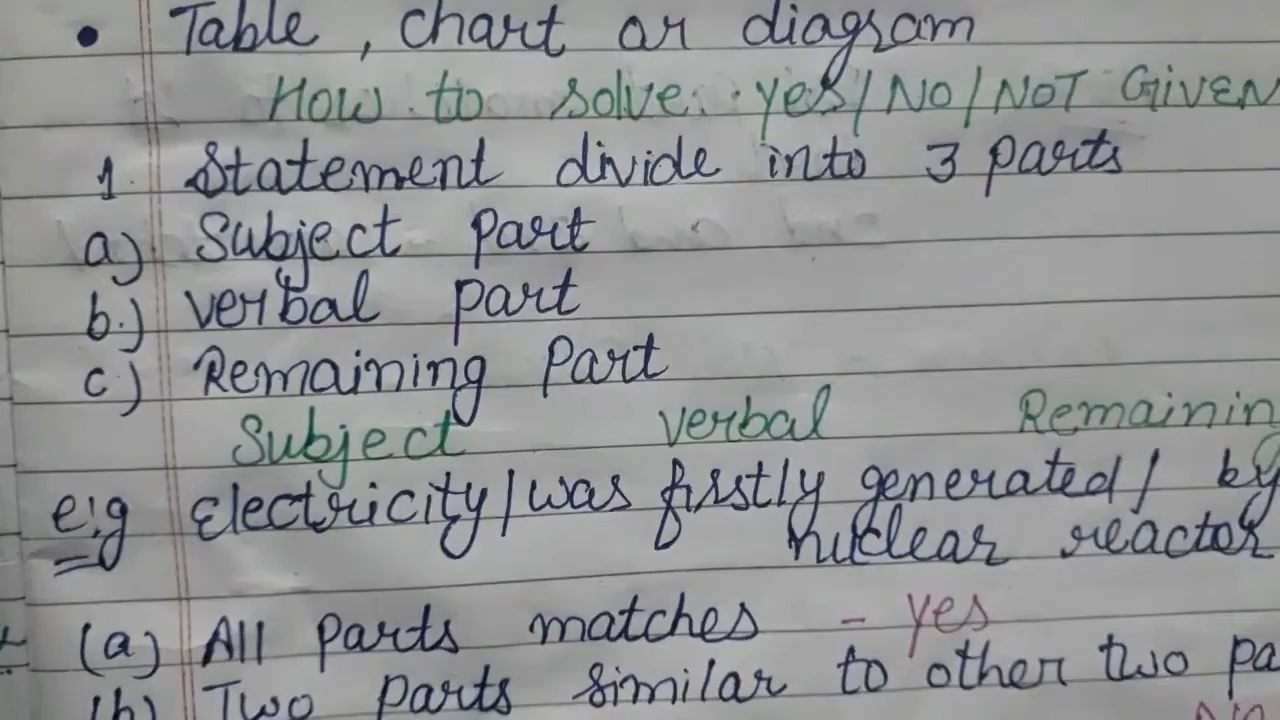 • Table, chart or diagram
How to solve. yes/NO/NOT GiVEN
1. Statement divide into 3 parts
a) Subject part
b.) verbal part
c) Remaining Part
Subject verbal Remainin
e.g Electricity/was firstly generated/ by
nuclear reactor
(a) All parts matches - yes
(b) Two parts similar to other two pa